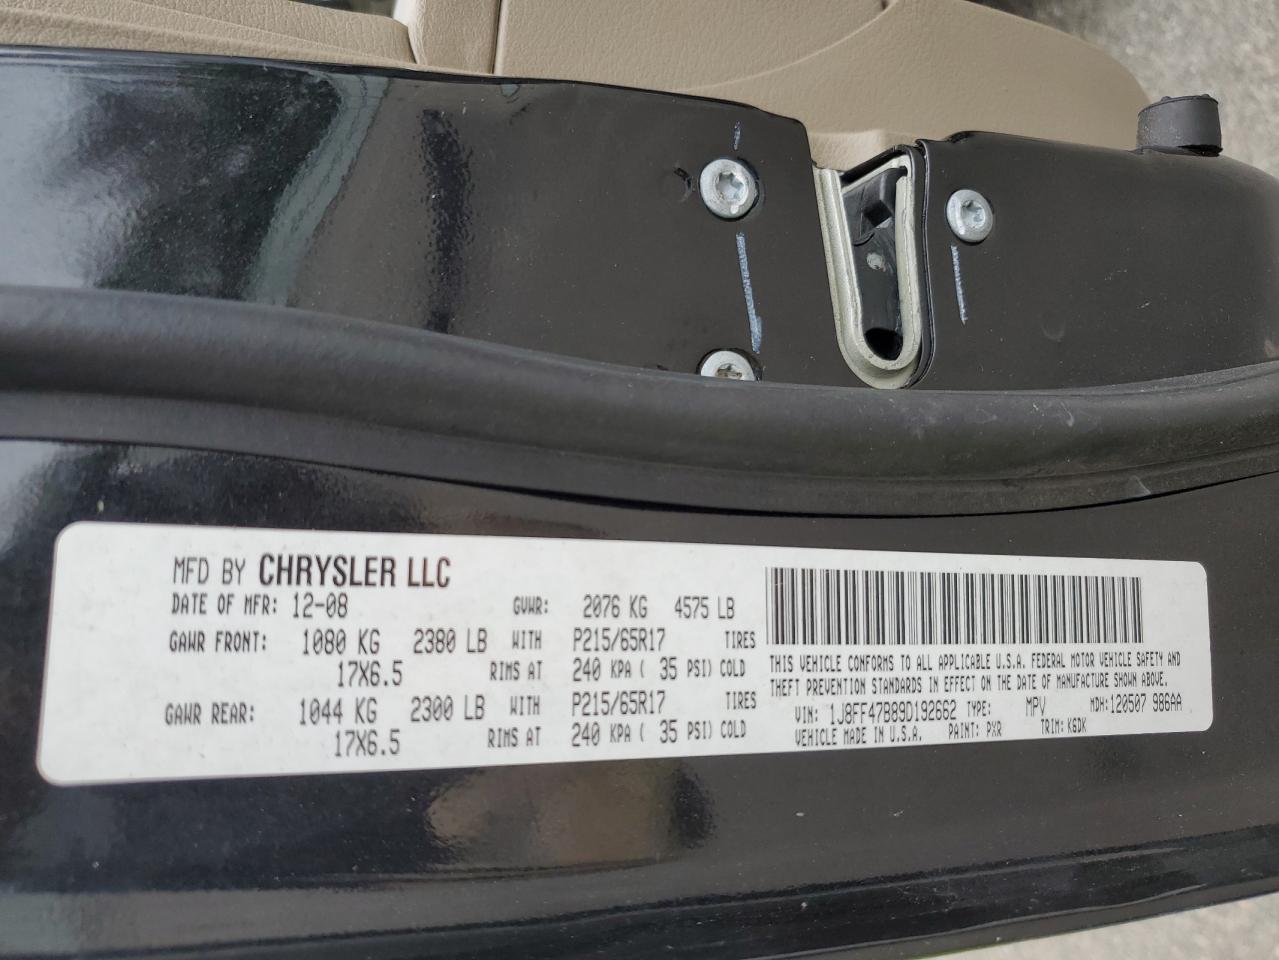 MFD BY CHRYSLER LLC
DATE OF MFR: 12-08 GVWR: 2076 KG 4575 LB
GAWR FRONT: 1080 KG 2380 LB WITH P215/65R17 TIRES
17X6.5 RIMS AT 240 KPA ( 35 PSI) COLD
GAWR REAR: 1044 KG 2300 LB WITH P215/65R17 TIRES
17X6.5 RIMS AT 240 KPA ( 35 PSI) COLD
THIS VEHICLE CONFORMS TO ALL APPLICABLE U.S.A. FEDERAL MOTOR VEHICLE SAFETY AND
THEFT PREVENTION STANDARDS IN EFFECT ON THE DATE OF MANUFACTURE SHOWN ABOVE.
VIN: 1J8FF47B89D192662 TYPE: MPV MDH:120507 986AA
VEHICLE MADE IN U.S.A. PAINT: PXR TRIM: K6DK